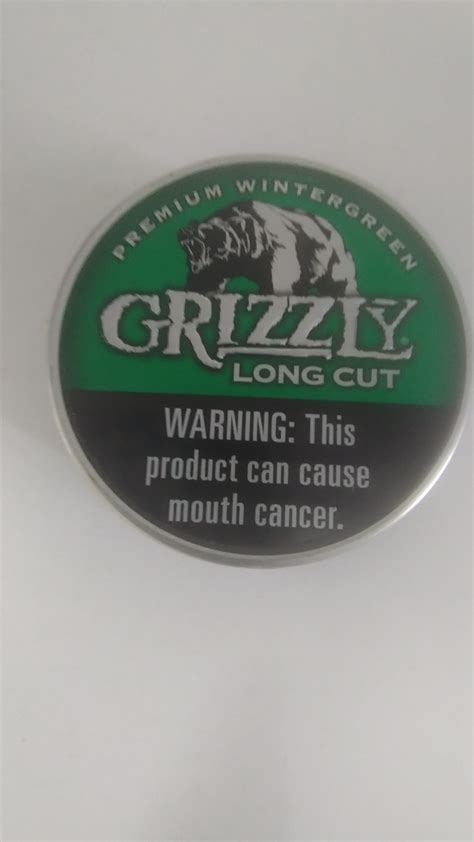 PREMIUM WINTERGREEN
GRIZZLY
LONG CUT
WARNING: This
product can cause
mouth cancer.